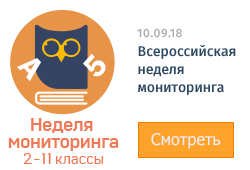 А 5
Неделя
мониторинга
2-11 классы
10.09.18
Всероссийская
неделя
мониторинга
Смотреть